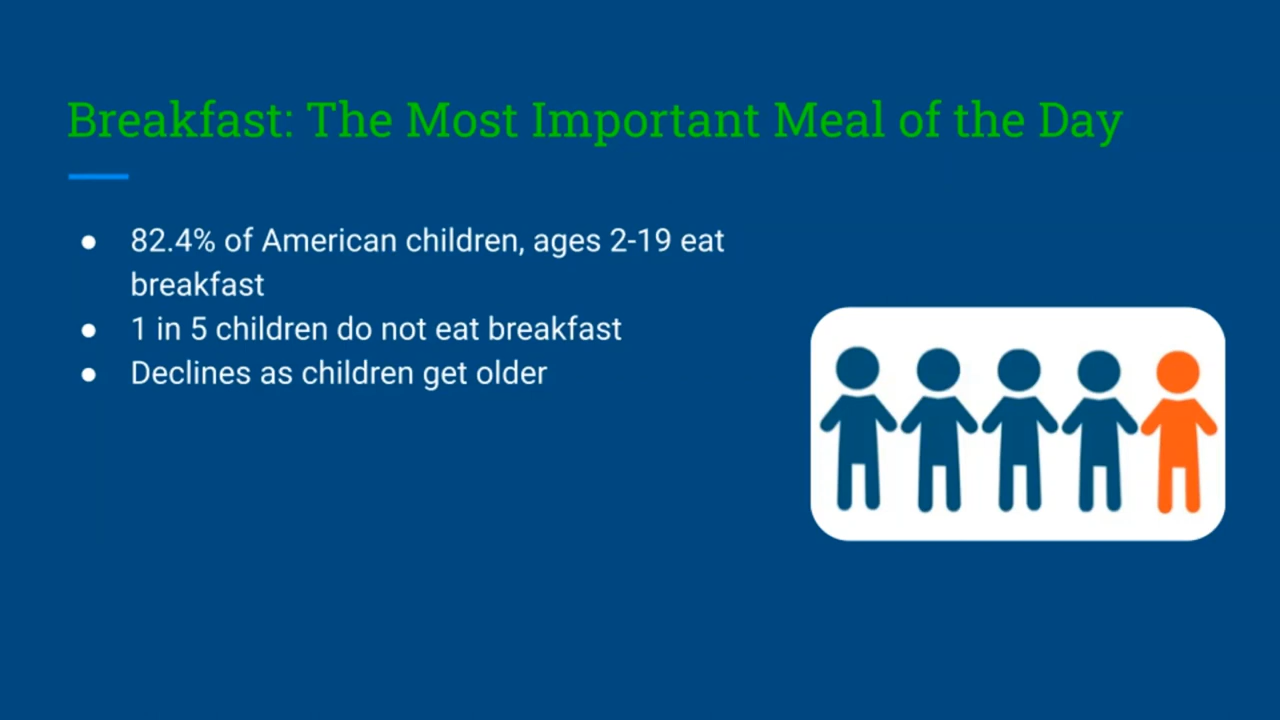 Breakfast: The Most Important Meal of the Day
● 82.4% of American children, ages 2-19 eat
breakfast
● 1 in 5 children do not eat breakfast
● Declines as children get older